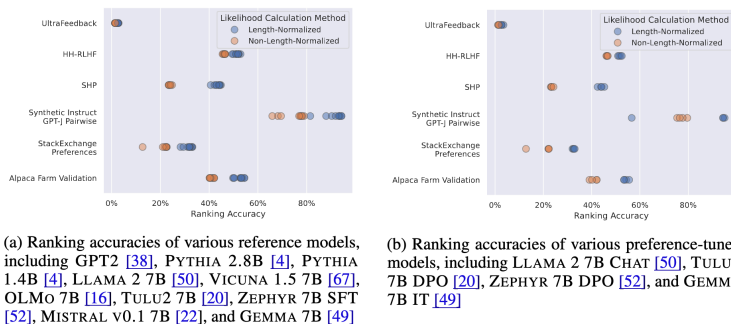 UltraFeedback
HH-RLHF
SHP
Synthetic Instruct
GPT-J Pairwise
StackExchange
Preferences
Alpaca Farm Validation
Likelihood Calculation Method
Length-Normalized
Non-Length-Normalized
0% 20% 40% 60% 80%
Ranking Accuracy
(a) Ranking accuracies of various reference models,
including GPT2 [38], PYTHIA 2.8B [4], PYTHIA
1.4B [4], LLAMA 2 7B [50], VICUNA 1.5 7B [67],
OLMO 7B [16], TULU2 7B [20], ZEPHYR 7B SFT
[52], MISTRAL V0.1 7B [22], and GEMMA 7B [49]
UltraFeedback
HH-RLHF
SHP
Synthetic Instruct
GPT-J Pairwise
StackExchange
Preferences
Alpaca Farm Validation
Likelihood Calculation Method
Length-Normalized
Non-Length-Normalized
0% 20% 40% 60% 80%
Ranking Accuracy
(b) Ranking accuracies of various preference-tune
models, including LLAMA 2 7B CHAT [50], TULU
7B DPO [20], ZEPHYR 7B DPO [52], and GEMM
7B IT [49]